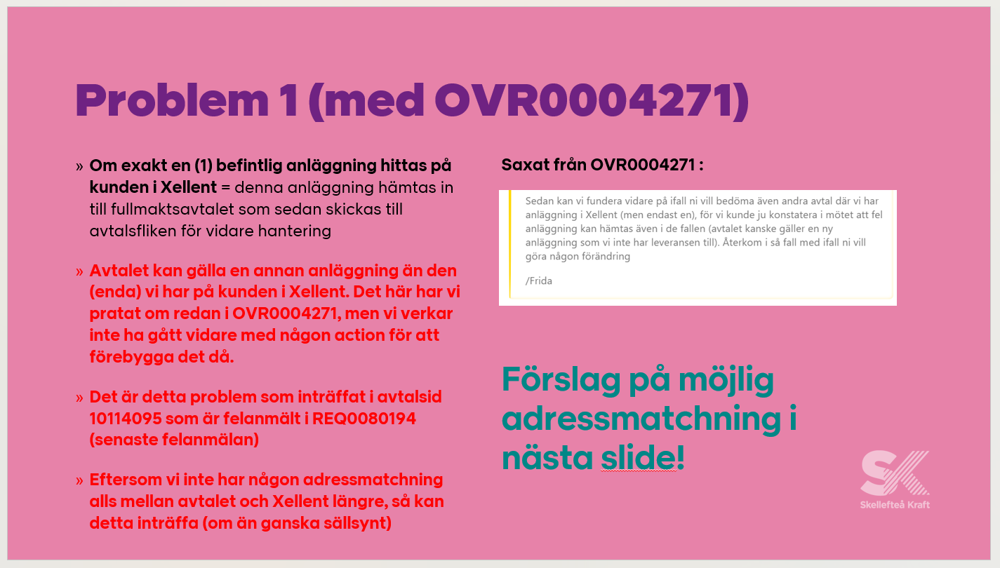 Problem 1 (med OVR0004271)
» Om exakt en (1) befintlig anläggning hittas på
kunden i Xellent = denna anläggning hämtas in
till fullmaktsavtalet som sedan skickas till
avtalsfliken för vidare hantering
» Avtalet kan gälla en annan anläggning än den
(enda) vi har på kunden i Xellent. Det här har vi
pratat om redan i OVR0004271, men vi verkar
inte ha gått vidare med någon action för att
förebygga det då.
» Det är detta problem som inträffat i avtalsid
10114095 som är felanmält i REQ0080194
(senaste felanmälan)
» Eftersom vi inte har någon adressmatchning
alls mellan avtalet och Xellent längre, så kan
detta inträffa (om än ganska sällsynt)
Saxat från OVR0004271 :
Sedan kan vi fundera vidare på ifall ni vill bedöma även andra avtal där vi har
anläggning i Xellent (men endast en), för vi kunde ju konstatera i mötet att fel
anläggning kan hämtas även i de fallen (avtalet kanske gäller en ny
anläggning som vi inte har leveransen till). Återkom i så fall med ifall ni vill
göra någon förändring
/Frida
Förslag på möjlig
adressmatchning i
nästa slide!
SK
Skellefteå Kraft